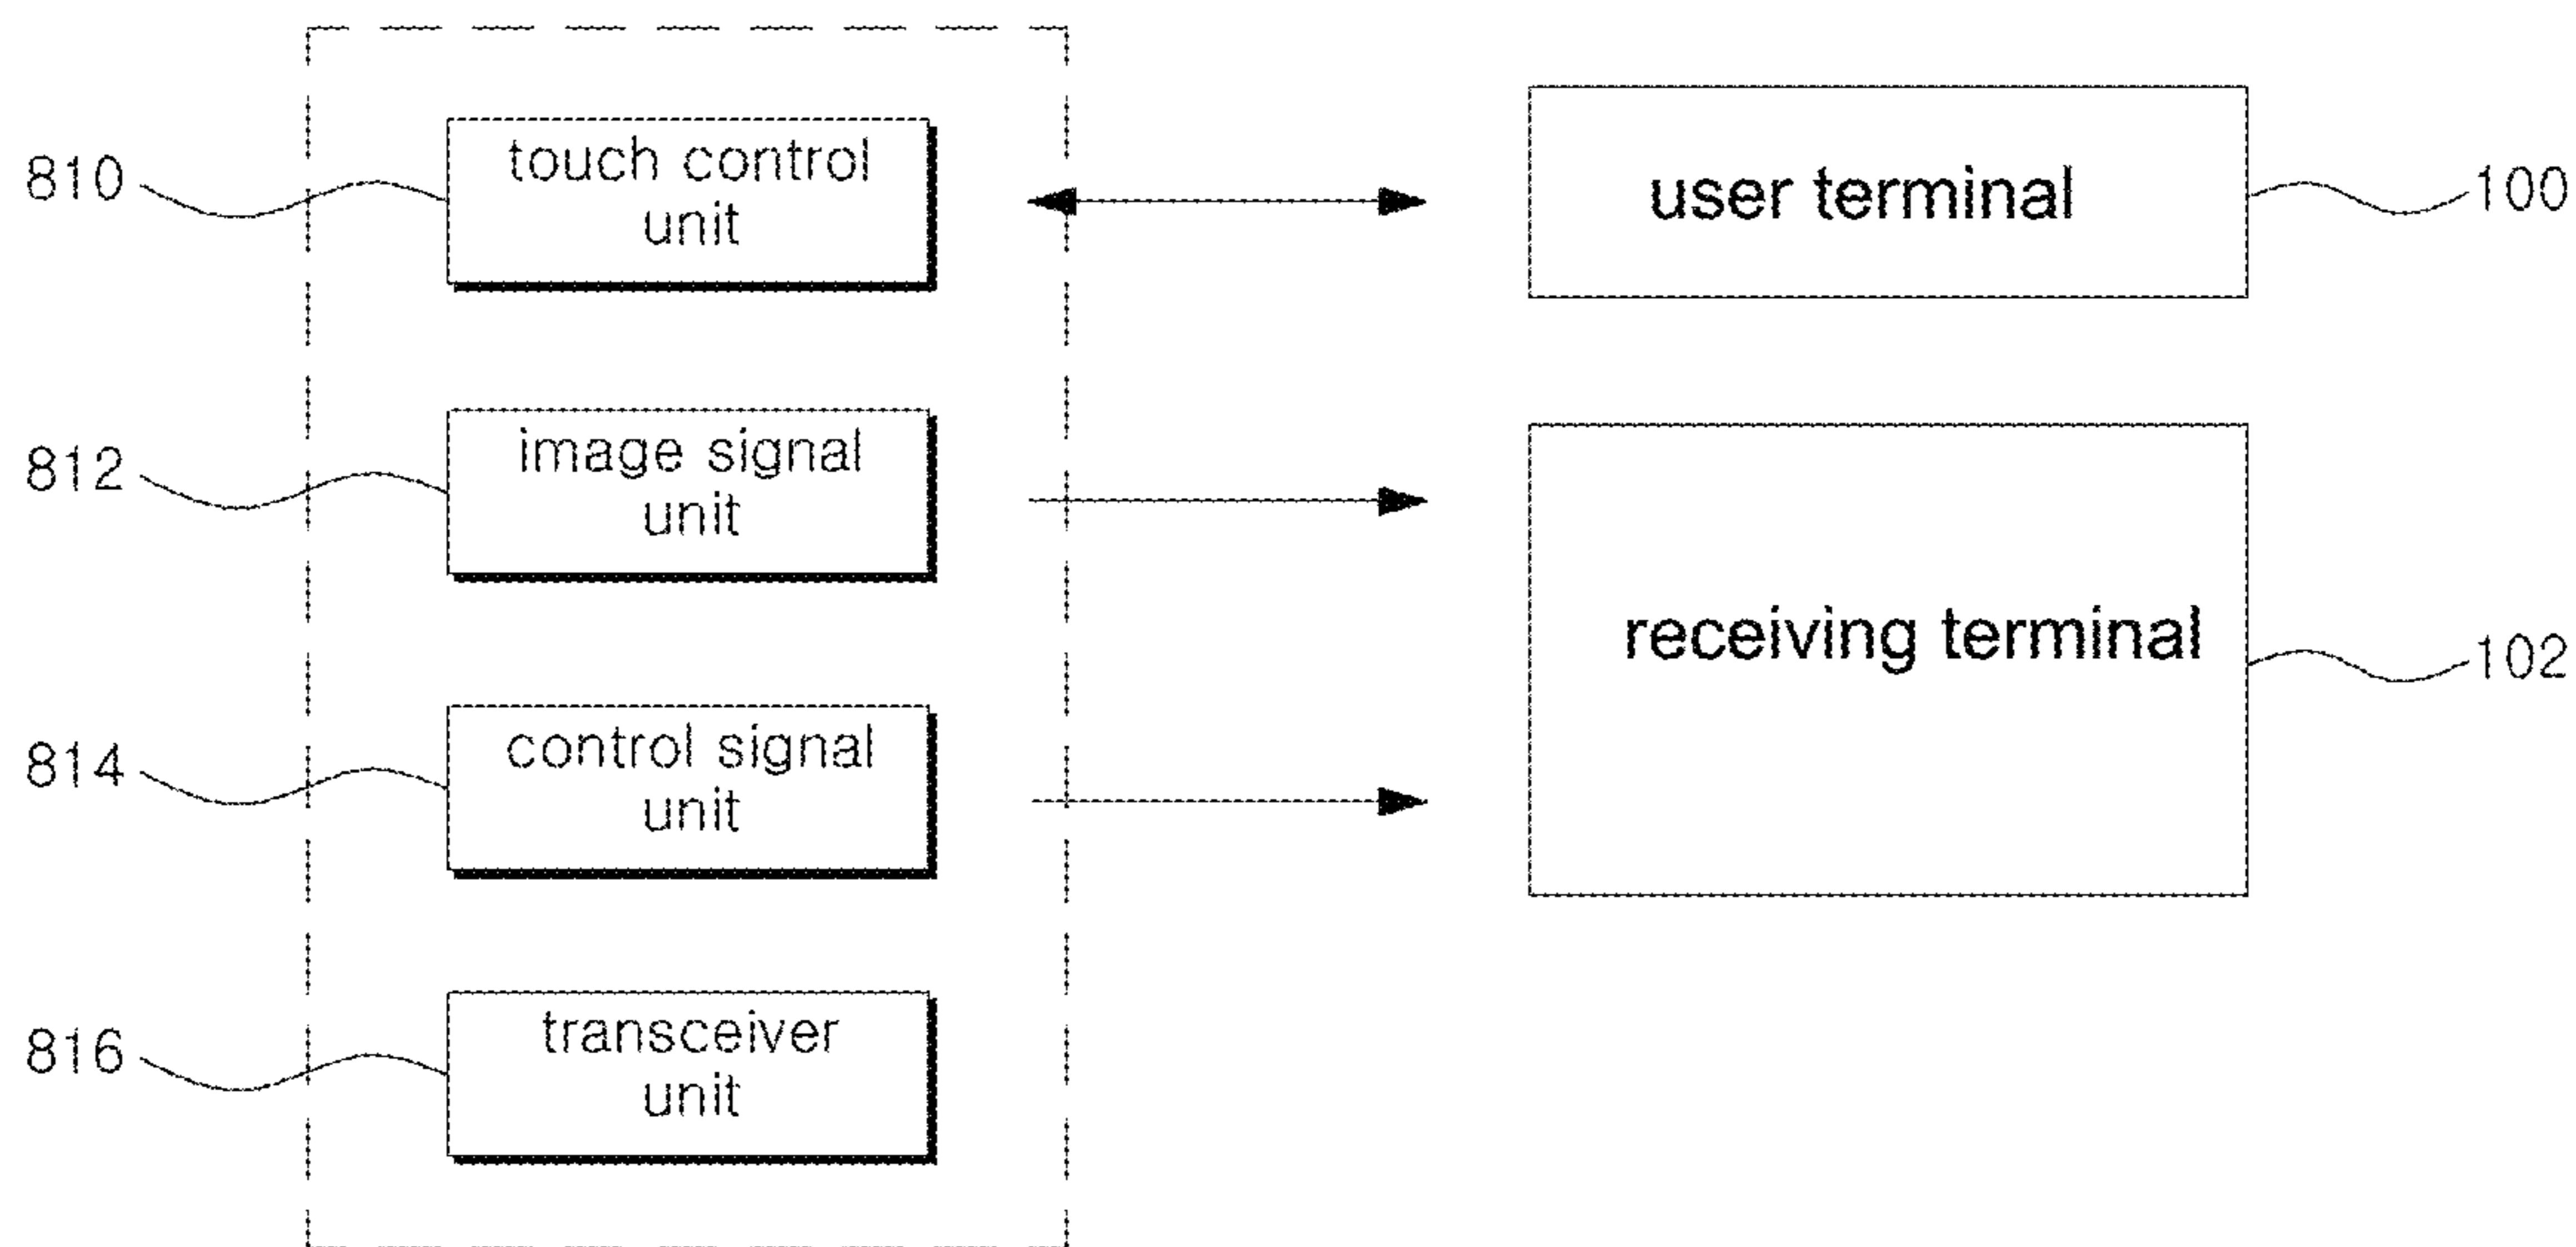 810
touch control
unit
user terminal
100
812
image signal
unit
receiving terminal
102
814
control signal
unit
816
transceiver
unit